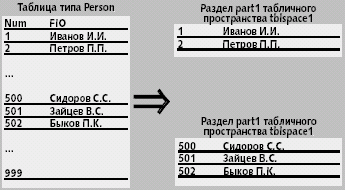 Таблица типа Person
Num FiO
1 Иванов И.И.
2 Петров П.П.
...
500 Сидоров С.С.
501 Зайцев В.С.
502 Быков П.К.
...
999
Раздел part1 табличного
пространства tbispace1
1 Иванов И.И.
2 Петров П.П.
Раздел part1 табличного
пространства tbispace1
500 Сидоров С.С.
501 Зайцев В.С.
502 Быков П.К.